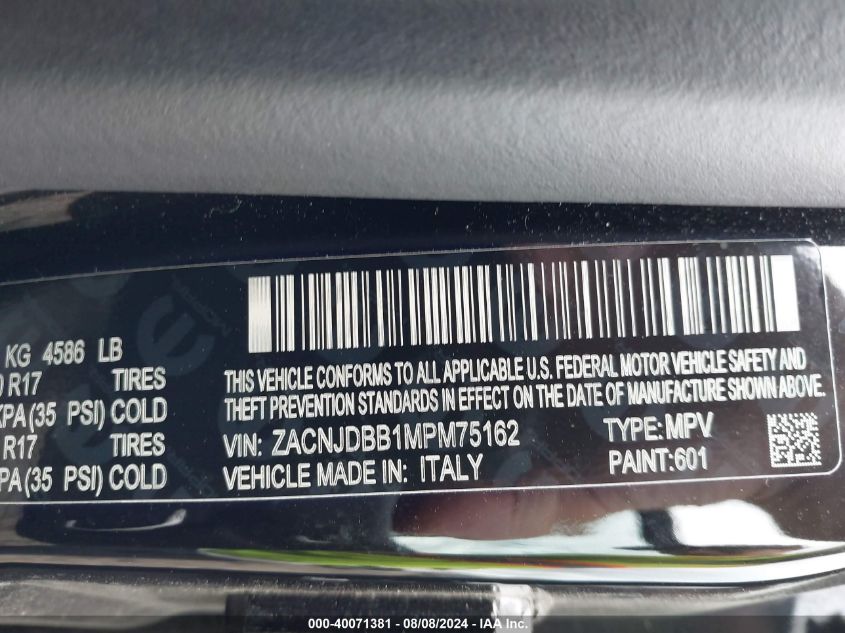 KG 4586 LB
R17 TIRES
KPA (35 PSI) COLD
R17 TIRES
PA (35 PSI) COLD
THIS VEHICLE CONFORMS TO ALL APPLICABLE U.S. FEDERAL MOTOR VEHICLE SAFETY AND
THEFT PREVENTION STANDARDS IN EFFECT ON THE DATE OF MANUFACTURE SHOWN ABOVE.
VIN: ZACNJDBB1MPM75162 TYPE: MPV
VEHICLE MADE IN: ITALY PAINT: 601
000-40071381 - 08/08/2024 - IAA Inc.